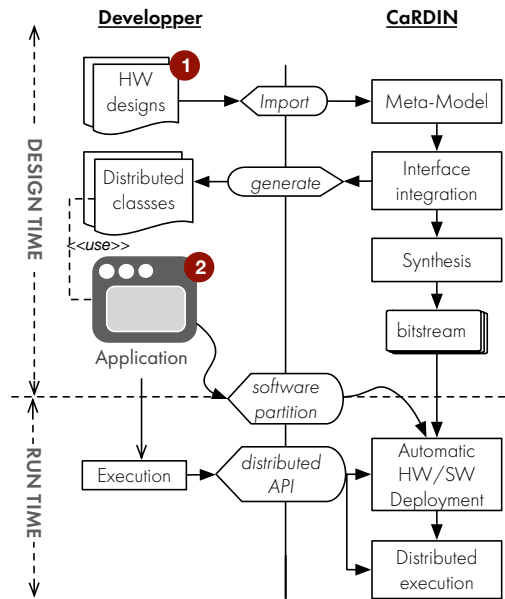 Developper
CaRDIN
1
HW
designs
Import
Meta-Model
DESIGN TIME
Distributed
classses
generate
Interface
integration
<<use>>
2
Synthesis
Application
bitstream
software
partition
RUN TIME
Execution
distributed
API
Automatic
HW/SW
Deployment
Distributed
execution